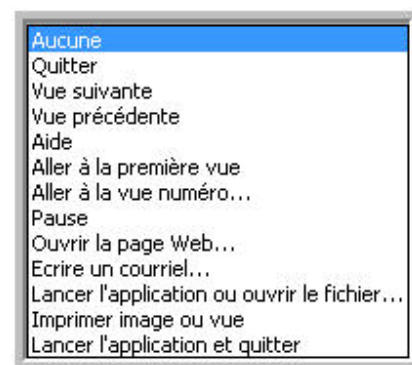 Aucune
Quitter
Vue suivante
Vue précédente
Aide
Aller à la première vue
Aller à la vue numéro...
Pause
Ouvrir la page Web...
Ecrire un courriel...
Lancer l'application ou ouvrir le fichier...
Imprimer image ou vue
Lancer l'application et quitter